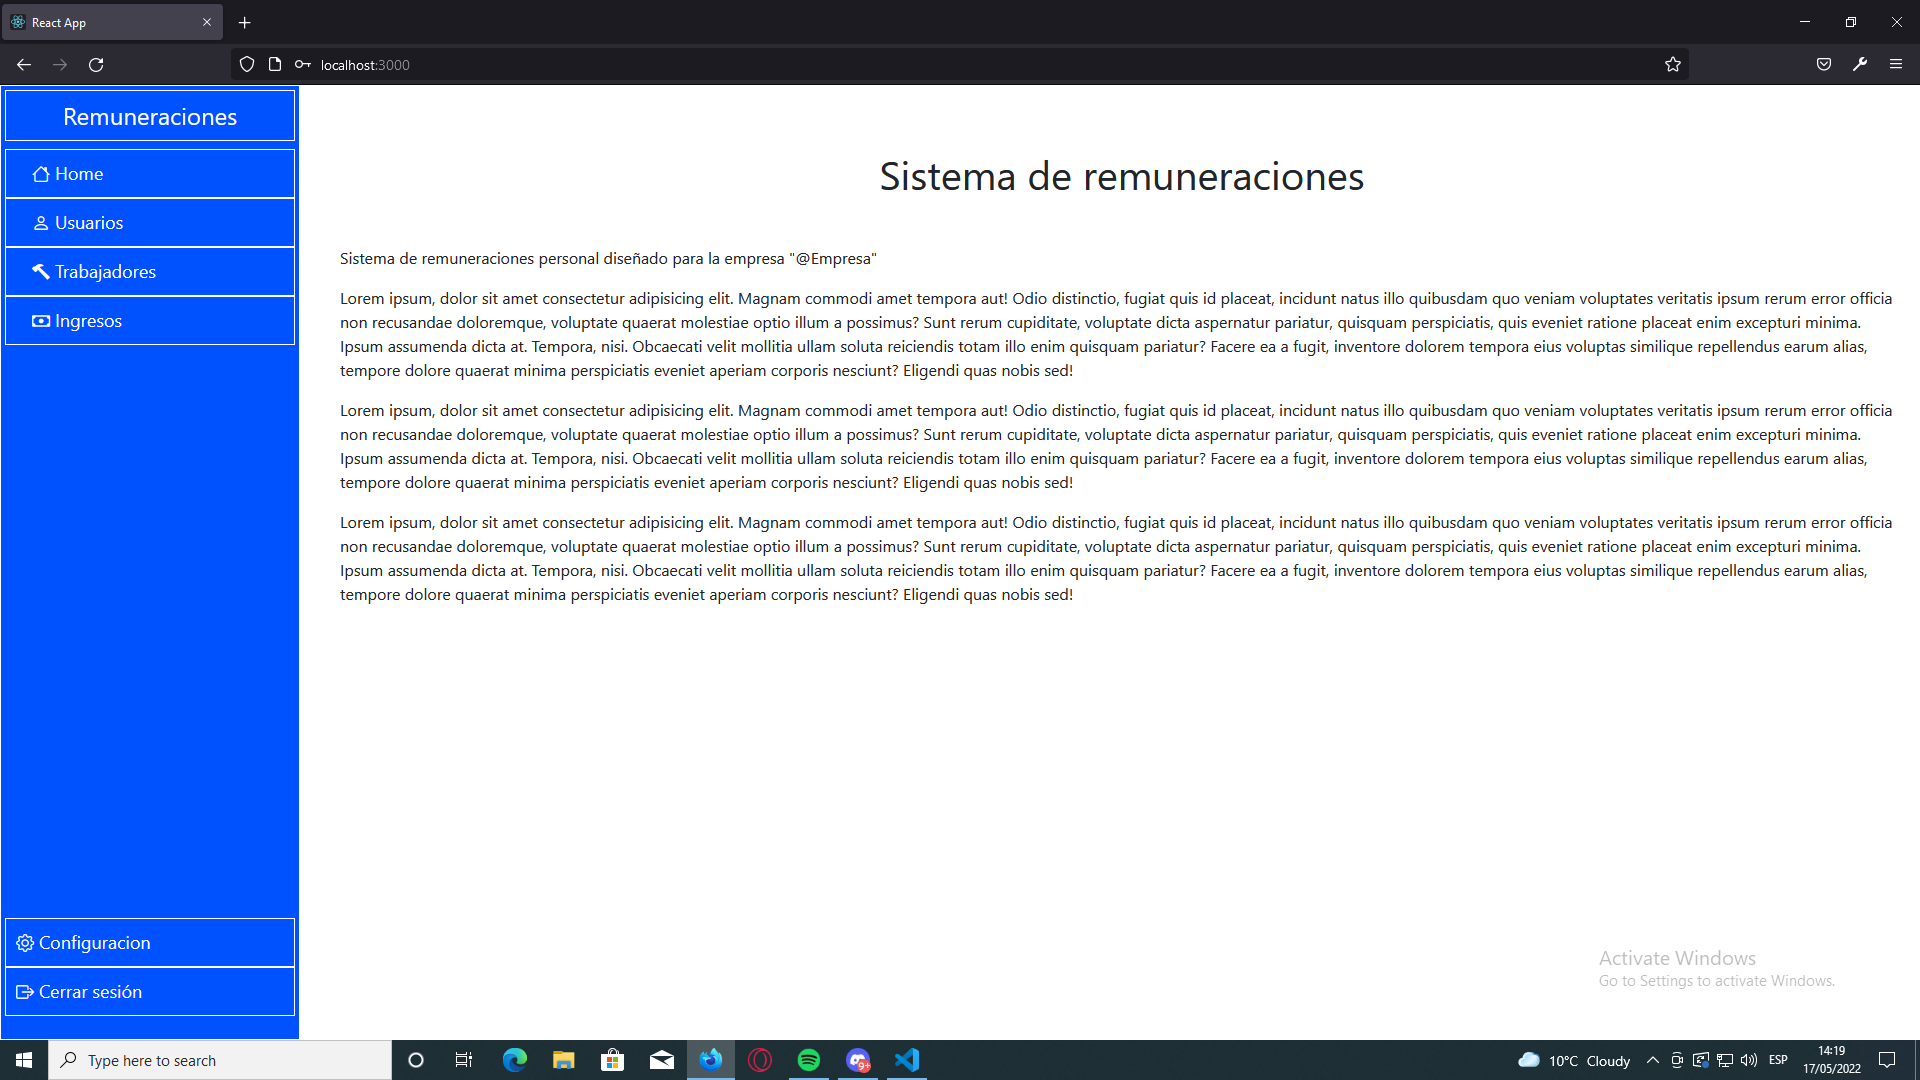 React App
localhost:3000
Remuneraciones
Home
Usuarios
Trabajadores
Ingresos
Configuracion
Cerrar sesión
Sistema de remuneraciones
Sistema de remuneraciones personal diseñado para la empresa "@Empresa"
Lorem ipsum, dolor sit amet consectetur adipisicing elit. Magnam commodi amet tempora aut! Odio distinctio, fugiat quis id placeat, incidunt natus illo quibusdam quo veniam voluptates veritatis ipsum rerum error officia
non recusandae doloremque, voluptate quaerat molestiae optio illum a possimus? Sunt rerum cupiditate, voluptate dicta aspernatur pariatur, quisquam perspiciatis, quis eveniet ratione placeat enim excepturi minima.
Ipsum assumenda dicta at. Tempora, nisi. Obcaecati velit mollitia ullam soluta reiciendis totam illo enim quisquam pariatur? Facere ea a fugit, inventore dolorem tempora eius voluptas similique repellendus earum alias,
tempore dolore quaerat minima perspiciatis eveniet aperiam corporis nesciunt? Eligendi quas nobis sed!
Lorem ipsum, dolor sit amet consectetur adipisicing elit. Magnam commodi amet tempora aut! Odio distinctio, fugiat quis id placeat, incidunt natus illo quibusdam quo veniam voluptates veritatis ipsum rerum error officia
non recusandae doloremque, voluptate quaerat molestiae optio illum a possimus? Sunt rerum cupiditate, voluptate dicta aspernatur pariatur, quisquam perspiciatis, quis eveniet ratione placeat enim excepturi minima.
Ipsum assumenda dicta at. Tempora, nisi. Obcaecati velit mollitia ullam soluta reiciendis totam illo enim quisquam pariatur? Facere ea a fugit, inventore dolorem tempora eius voluptas similique repellendus earum alias,
tempore dolore quaerat minima perspiciatis eveniet aperiam corporis nesciunt? Eligendi quas nobis sed!
Lorem ipsum, dolor sit amet consectetur adipisicing elit. Magnam commodi amet tempora aut! Odio distinctio, fugiat quis id placeat, incidunt natus illo quibusdam quo veniam voluptates veritatis ipsum rerum error officia
non recusandae doloremque, voluptate quaerat molestiae optio illum a possimus? Sunt rerum cupiditate, voluptate dicta aspernatur pariatur, quisquam perspiciatis, quis eveniet ratione placeat enim excepturi minima.
Ipsum assumenda dicta at. Tempora, nisi. Obcaecati velit mollitia ullam soluta reiciendis totam illo enim quisquam pariatur? Facere ea a fugit, inventore dolorem tempora eius voluptas similique repellendus earum alias,
tempore dolore quaerat minima perspiciatis eveniet aperiam corporis nesciunt? Eligendi quas nobis sed!
Activate Windows
Go to Settings to activate Windows.
Type here to search
9+
10°C Cloudy
ESP
14:19
17/05/2022